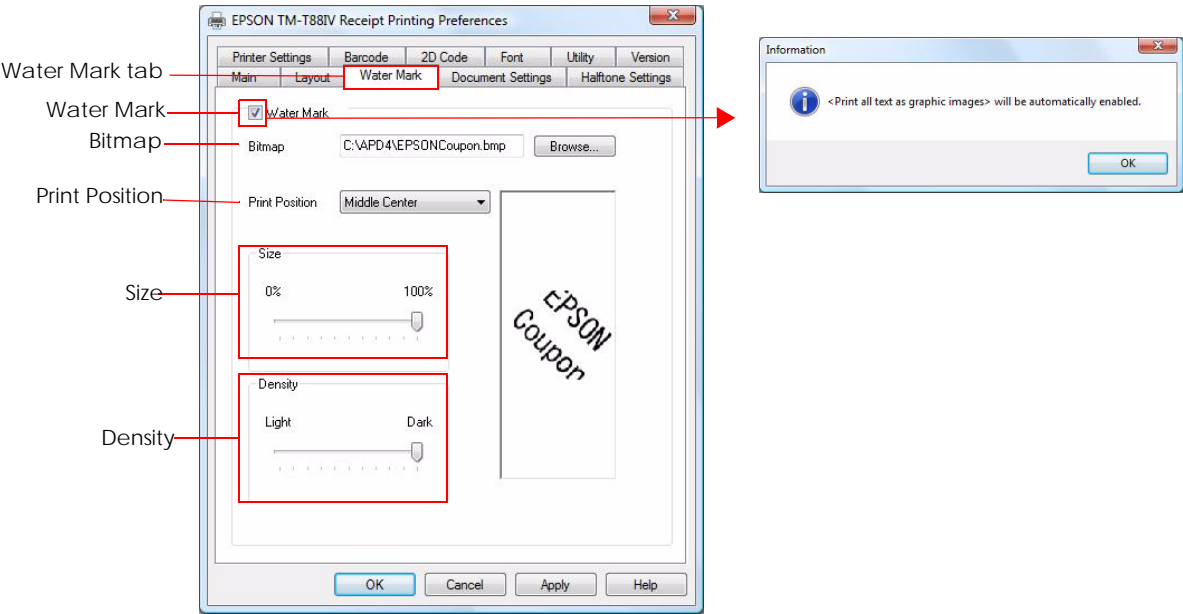 EPSON TM-T88IV Receipt Printing Preferences
Printer Settings Barcode 2D Code Font Utility Version
Main Layout Water Mark Document Settings Halftone Settings
Water Mark tab
Water Mark
Water Mark
Bitmap
Bitmap C:\APD4\EPSONCoupon.bmp Browse...
Print Position
Print Position Middle Center
Size
Size
0% 100%
EPSON
Coupon
Density
Density
Light Dark
OK Cancel Apply Help
Information
<Print all text as graphic images> will be automatically enabled.
OK